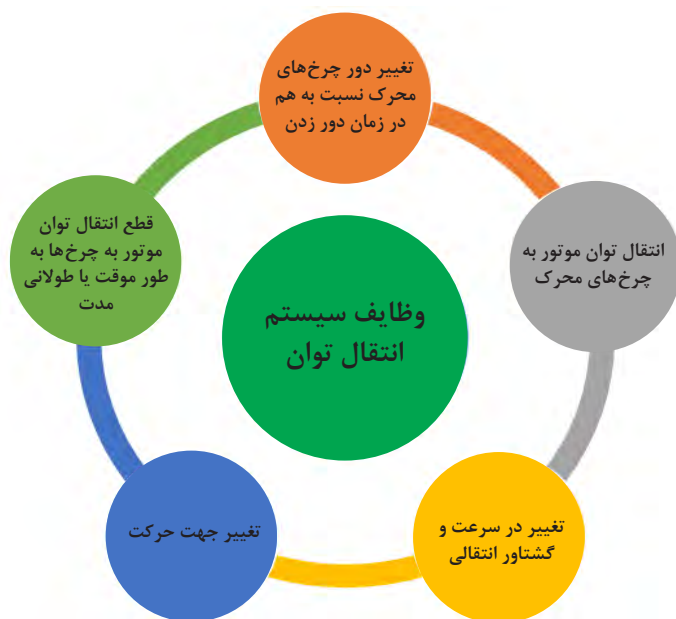 تغییر دور چرخ‌های
محرک نسبت به هم
در زمان دور زدن
انتقال توان موتور به
چرخ‌های محرک
تغییر در سرعت و
گشتاور انتقالی
تغییر جهت حرکت
قطع انتقال توان
موتور به چرخ‌ها به
طور موقت یا طولانی
مدت
وظایف سیستم
انتقال توان